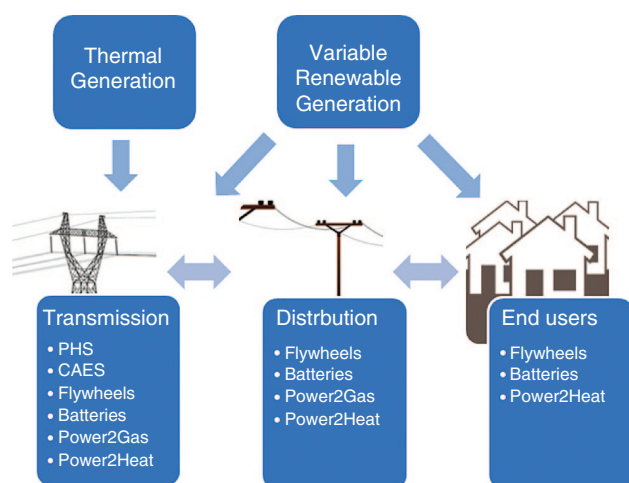 Thermal
Generation
Variable
Renewable
Generation
Transmission
• PHS
• CAES
• Flywheels
• Batteries
• Power2Gas
• Power2Heat
Distrbution
• Flywheels
• Batteries
• Power2Gas
• Power2Heat
End users
• Flywheels
• Batteries
• Power2Heat